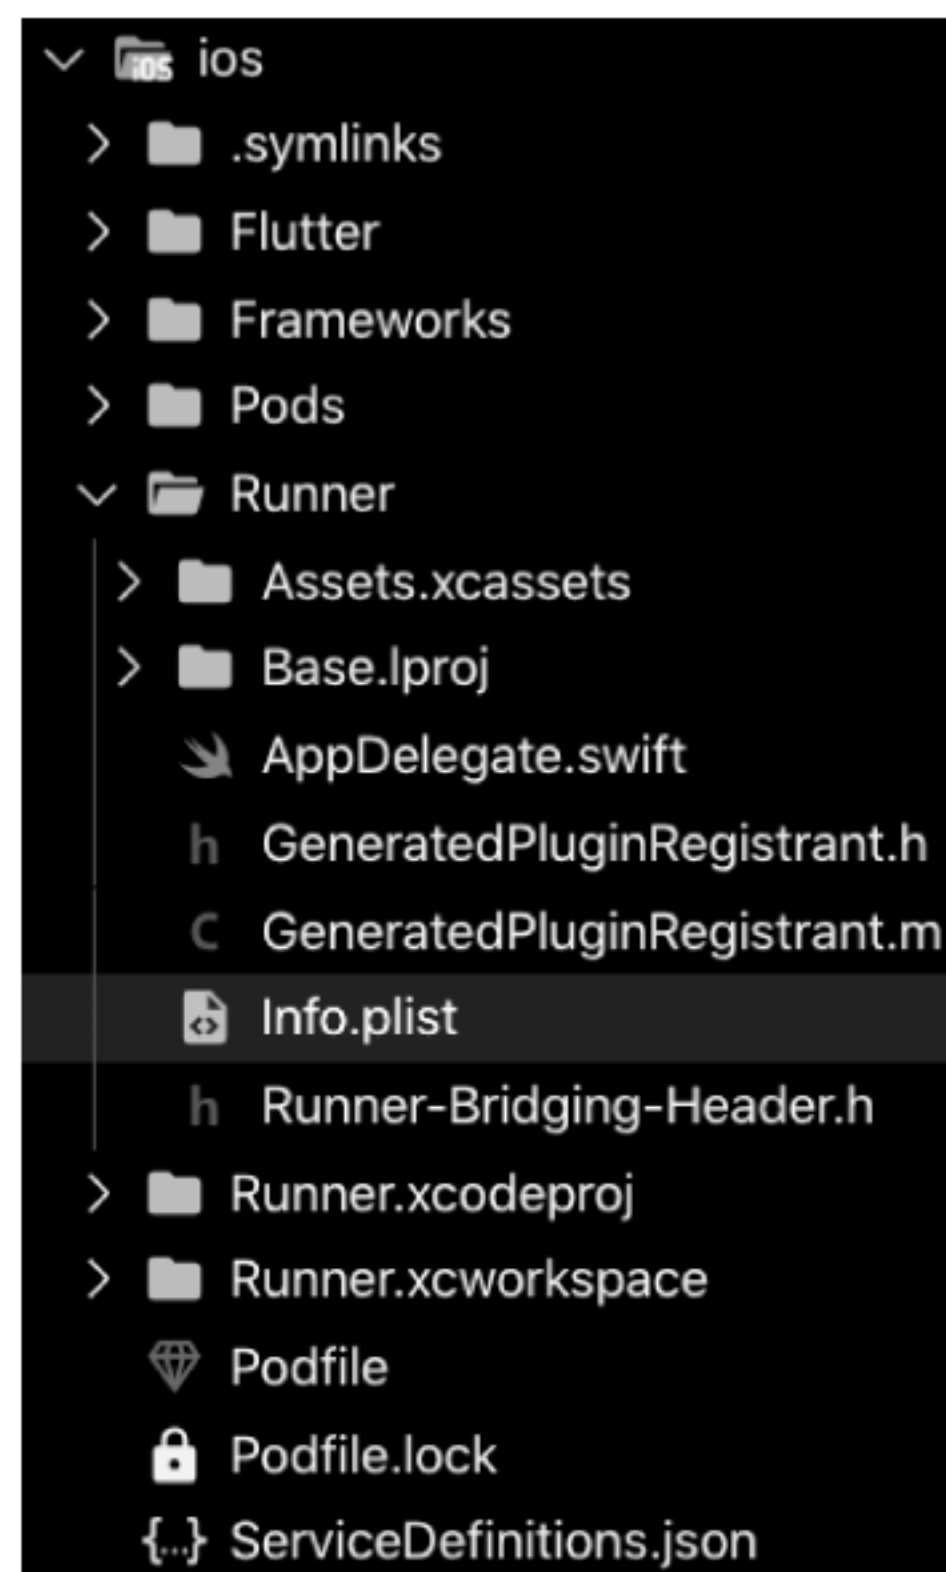 ios
.symlinks
Flutter
Frameworks
Pods
Runner
Assets.xcassets
Base.lproj
AppDelegate.swift
h GeneratedPluginRegistrant.h
C GeneratedPluginRegistrant.m
Info.plist
h Runner-Bridging-Header.h
Runner.xcodeproj
Runner.xcworkspace
Podfile
Podfile.lock
{...} ServiceDefinitions.json